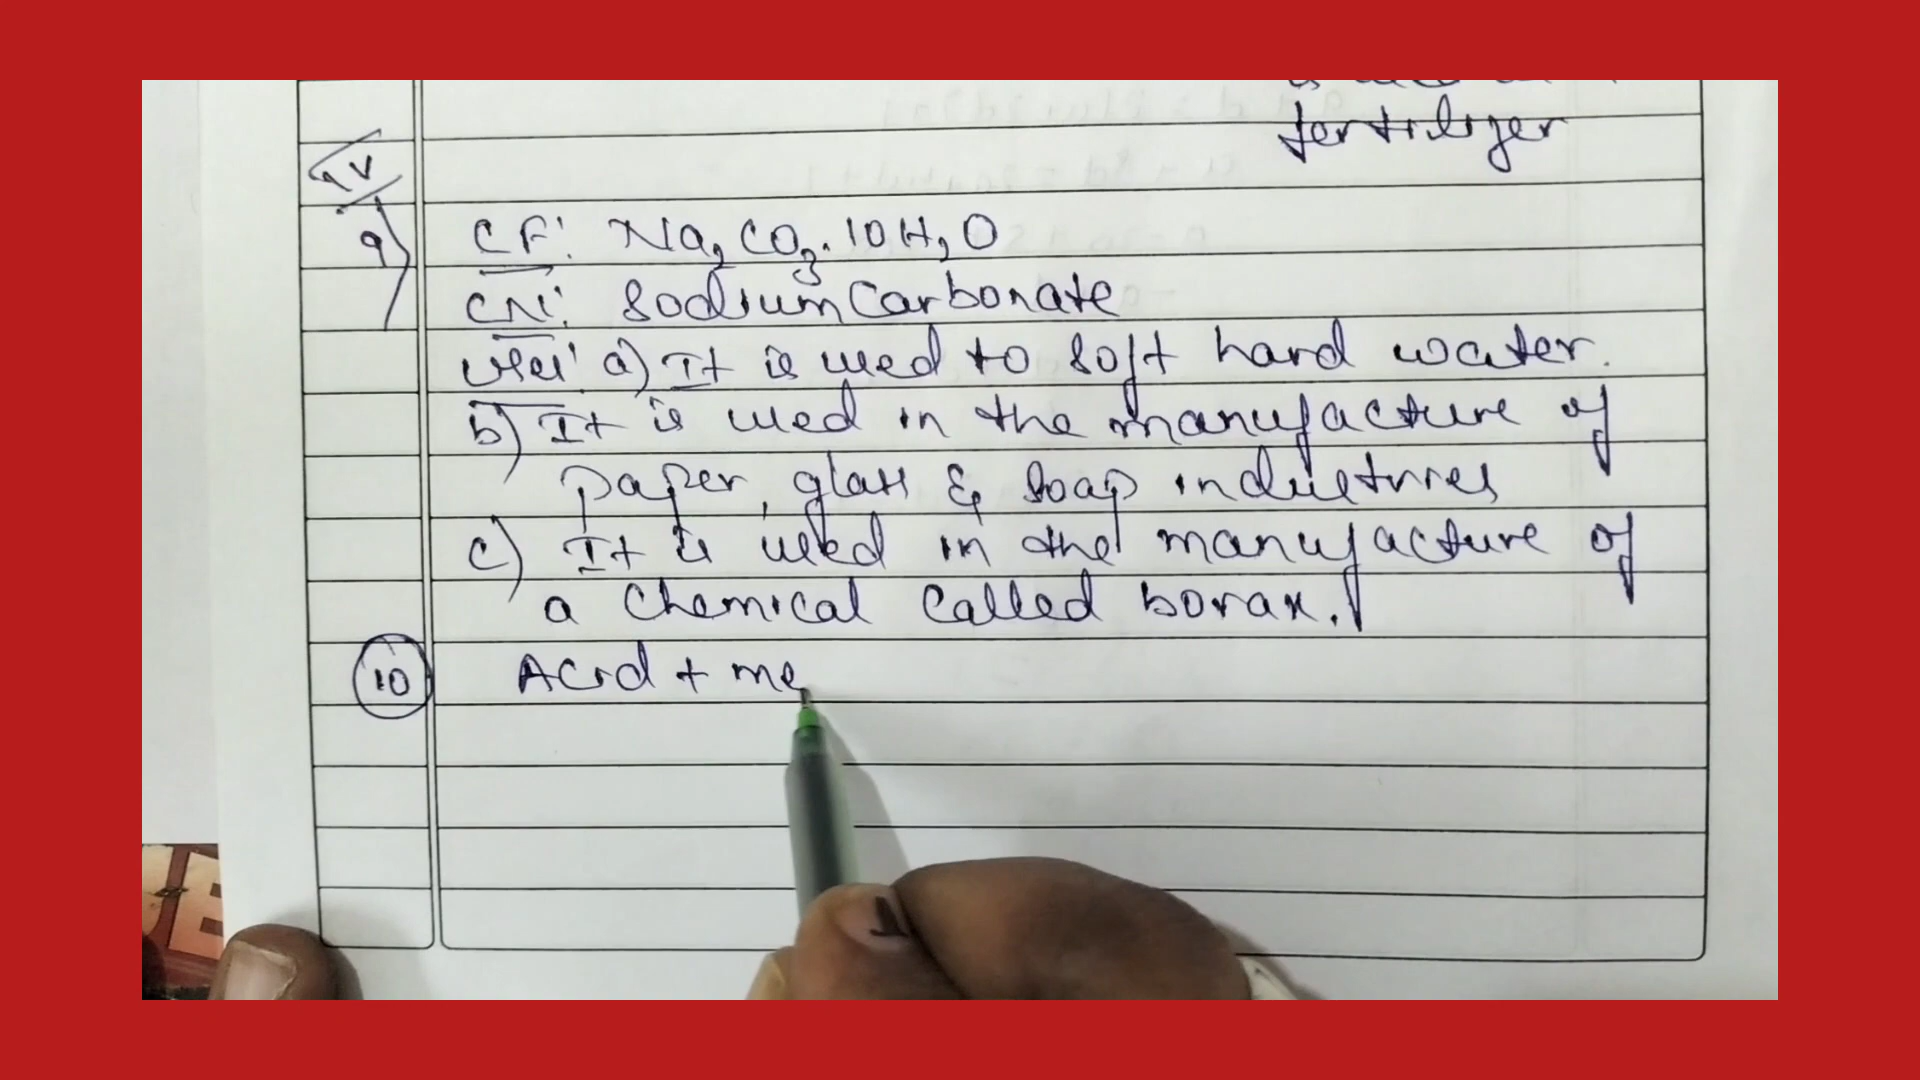 fertilizer
IV
9) CF: Na2CO3.10H2O
CN: Sodium Carbonate
Uses: a) It is used to soft hard water.
b) It is used in the manufacture of
paper, glass & soap industries
c) It is used in the manufacture of
a chemical called borax.
10 Acid + me